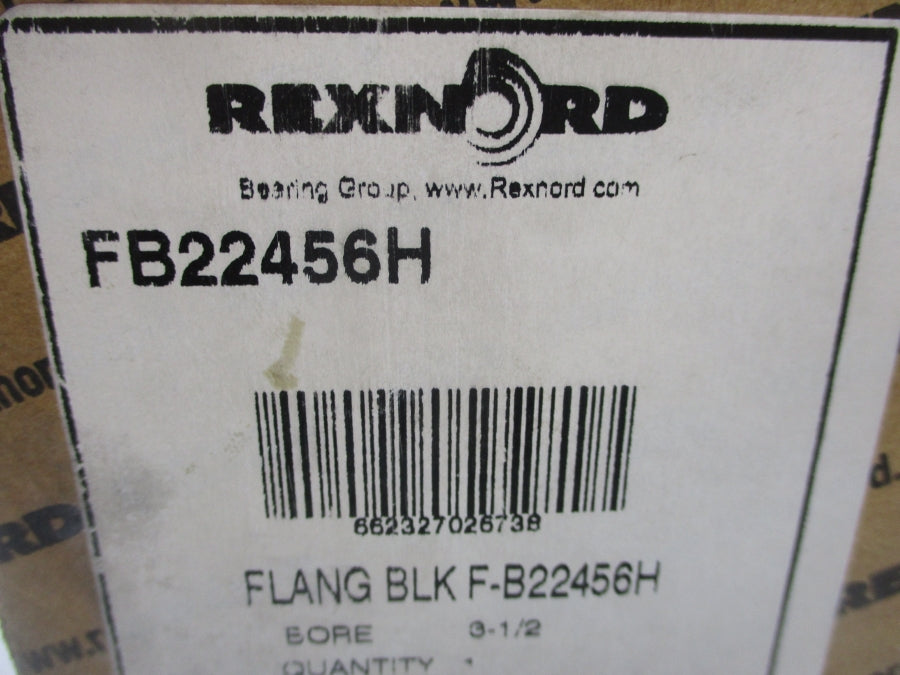 REXNORD
Bearing Group, www.Rexnord.com
FB22456H
662327026738
FLANG BLK F-B22456H
BORE 3-1/2
QUANTITY 1